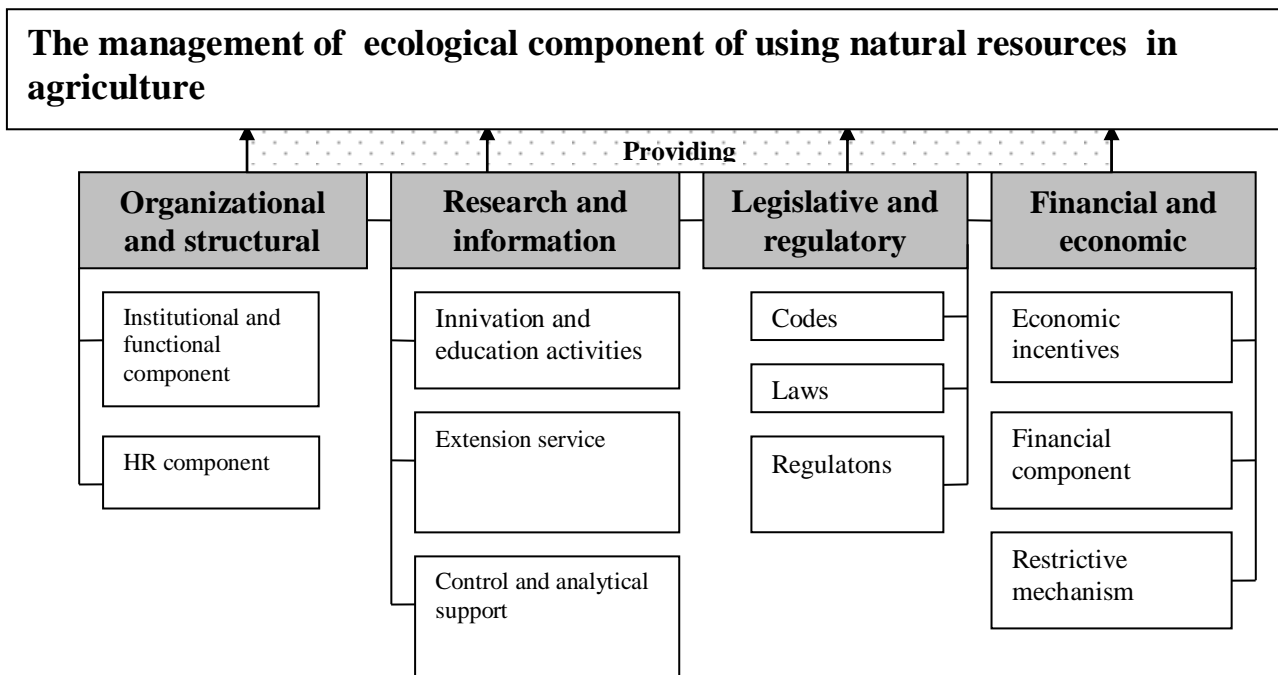 The management of  ecological component of using natural resources  in
agriculture
Providing
Organizational
and structural
Research and
information
Legislative and
regulatory
Financial and
economic
Institutional and
functional
component
HR component
Innivation and
education activities
Extension service
Control and analytical
support
Codes
Laws
Regulatons
Economic
incentives
Financial
component
Restrictive
mechanism